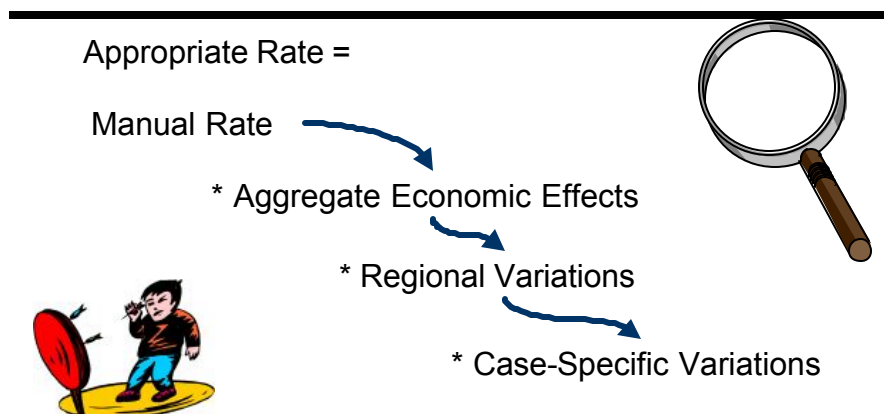 Appropriate Rate =
Manual Rate
* Aggregate Economic Effects
* Regional Variations
* Case-Specific Variations